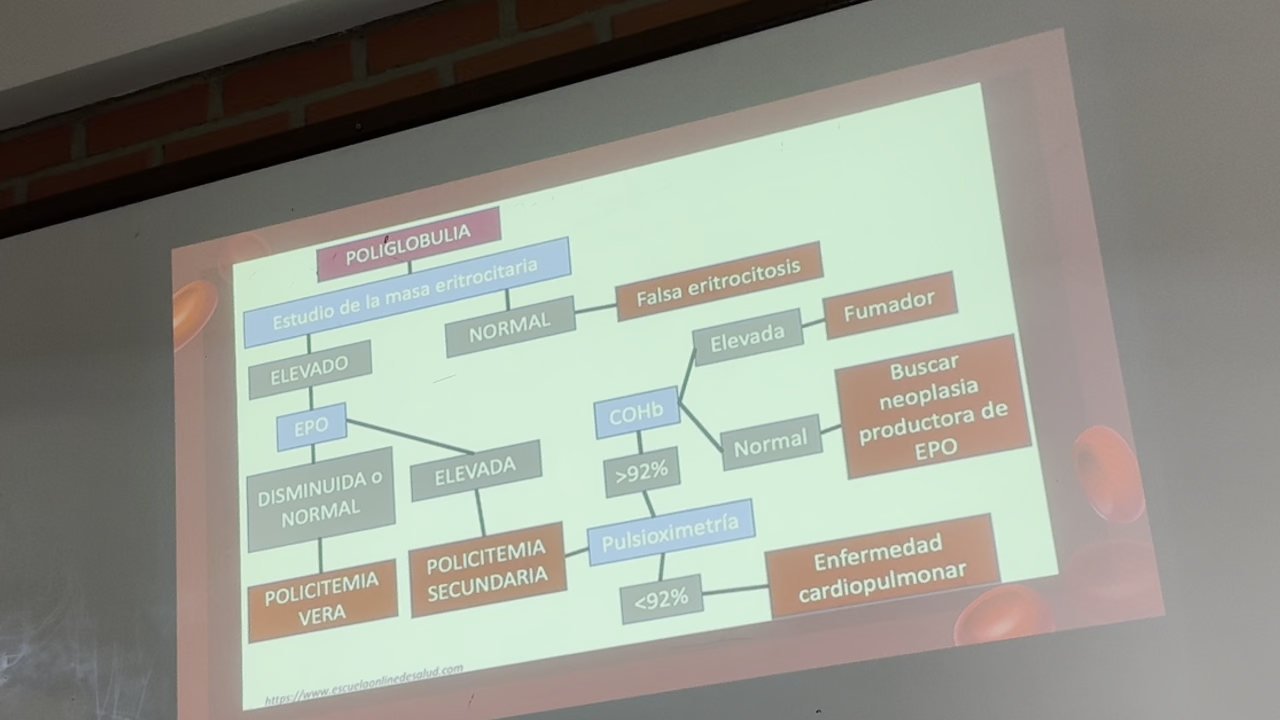 POLIGLOBULIA
Estudio de la masa eritrocitaria
NORMAL
Falsa eritrocitosis
ELEVADO
EPO
DISMINUIDA o
NORMAL
POLICITEMIA
VERA
ELEVADA
POLICITEMIA
SECUNDARIA
Pulsioximetría
>92%
COHb
Elevada
Fumador
Normal
Buscar
neoplasia
productora de
EPO
<92%
Enfermedad
cardiopulmonar
https://www.escuelaonlinedesalud.com